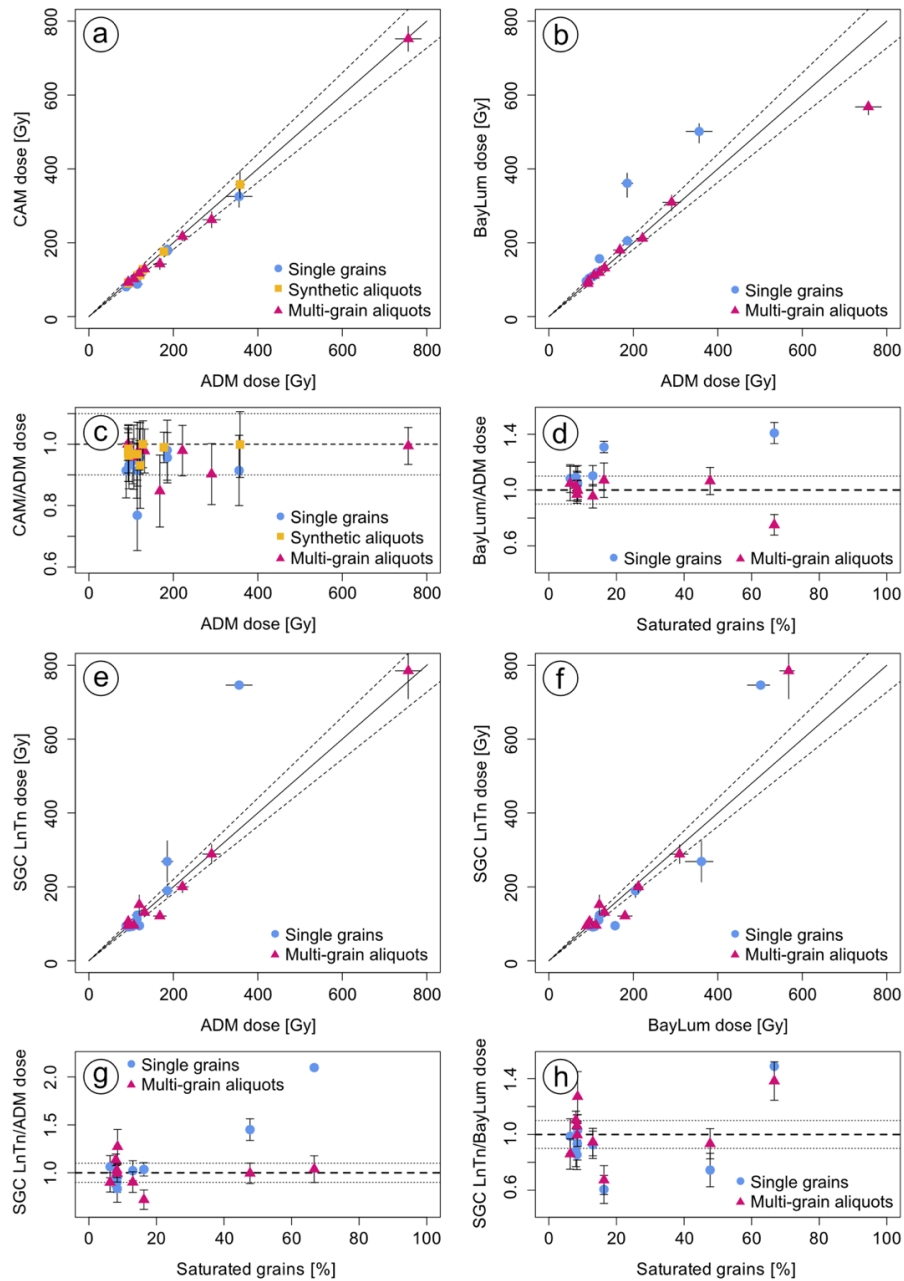 a
CAM dose [Gy]
0 200 400 600 800
Single grains
Synthetic aliquots
Multi-grain aliquots
0 200 400 600 800
ADM dose [Gy]
b
BayLum dose [Gy]
0 200 400 600 800
Single grains
Multi-grain aliquots
0 200 400 600 800
ADM dose [Gy]
c
CAM/ADM dose
0.6 0.8 1.0
Single grains
Synthetic aliquots
Multi-grain aliquots
0 200 400 600 800
ADM dose [Gy]
d
BayLum/ADM dose
0.6 1.0 1.4
Single grains Multi-grain aliquots
0 20 40 60 80 100
Saturated grains [%]
e
SGC LnTn dose [Gy]
0 200 400 600 800
Single grains
Multi-grain aliquots
0 200 400 600 800
ADM dose [Gy]
f
SGC LnTn dose [Gy]
0 200 400 600 800
Single grains
Multi-grain aliquots
0 200 400 600 800
BayLum dose [Gy]
g
SGC LnTn/ADM dose
1.0 1.5 2.0
Single grains
Multi-grain aliquots
0 20 40 60 80 100
Saturated grains [%]
h
SGC LnTn/BayLum dose
0.6 1.0 1.4
Single grains
Multi-grain aliquots
0 20 40 60 80 100
Saturated grains [%]